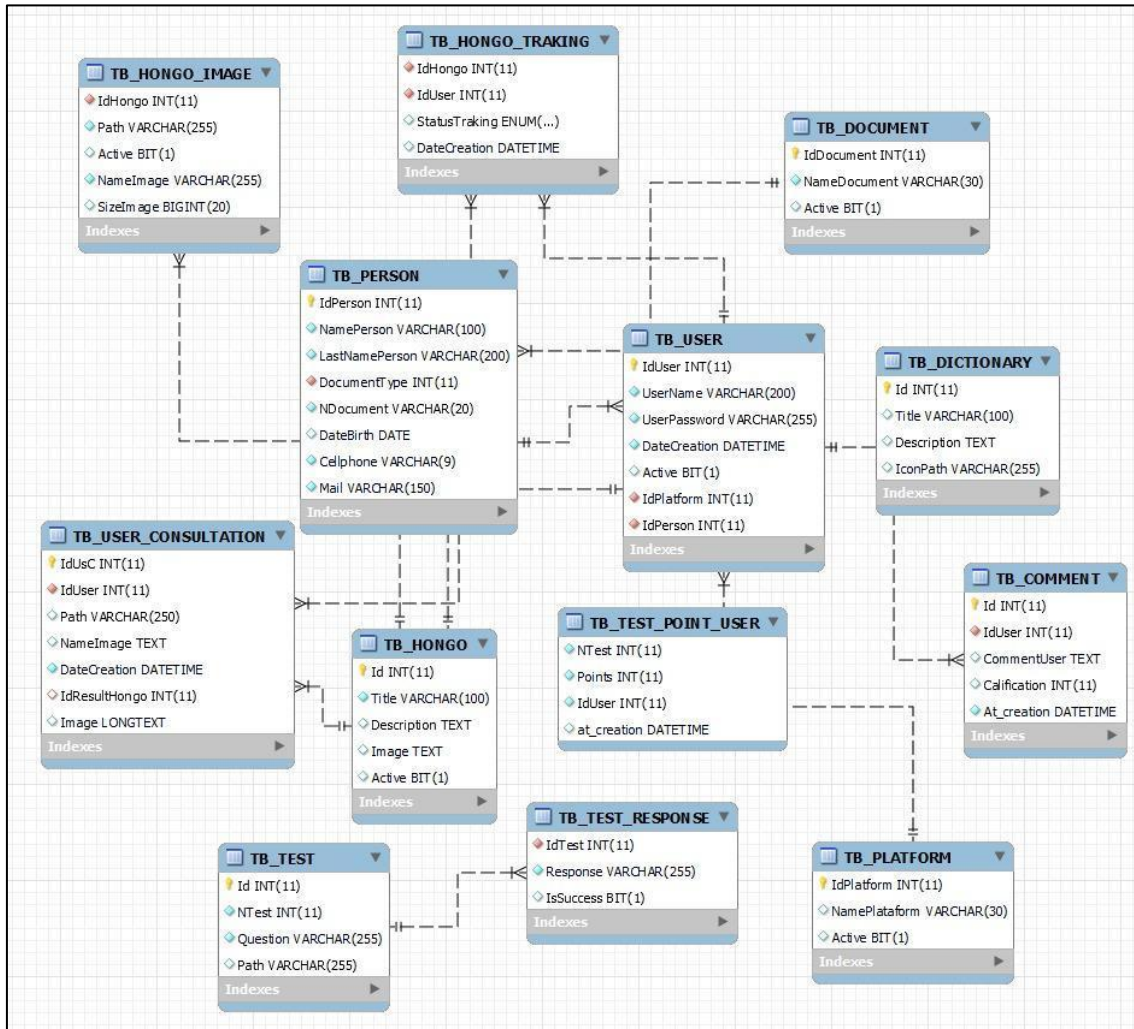 TB_HONGO_IMAGE
IdHongo INT(11)
Path VARCHAR(255)
Active BIT(1)
NameImage VARCHAR(255)
SizeImage BIGINT(20)
Indexes
TB_HONGO_TRAKING
IdHongo INT(11)
IdUser INT(11)
StatusTraking ENUM(...)
DateCreation DATETIME
Indexes
TB_DOCUMENT
IdDocument INT(11)
NameDocument VARCHAR(30)
Active BIT(1)
Indexes
TB_PERSON
IdPerson INT(11)
NamePerson VARCHAR(100)
LastNamePerson VARCHAR(200)
DocumentType INT(11)
NDocument VARCHAR(20)
DateBirth DATE
Cellphone VARCHAR(9)
Mail VARCHAR(150)
Indexes
TB_USER
IdUser INT(11)
UserName VARCHAR(200)
UserPassword VARCHAR(255)
DateCreation DATETIME
Active BIT(1)
IdPlatform INT(11)
IdPerson INT(11)
Indexes
TB_DICTIONARY
Id INT(11)
Title VARCHAR(100)
Description TEXT
IconPath VARCHAR(255)
Indexes
TB_USER_CONSULTATION
IdUsC INT(11)
IdUser INT(11)
Path VARCHAR(250)
NameImage TEXT
DateCreation DATETIME
IdResultHongo INT(11)
Image LONGTEXT
Indexes
TB_HONGO
Id INT(11)
Title VARCHAR(100)
Description TEXT
Image TEXT
Active BIT(1)
Indexes
TB_TEST_POINT_USER
NTest INT(11)
Points INT(11)
IdUser INT(11)
at_creation DATETIME
TB_COMMENT
Id INT(11)
IdUser INT(11)
CommentUser TEXT
Calification INT(11)
At_creation DATETIME
Indexes
TB_TEST
Id INT(11)
NTest INT(11)
Question VARCHAR(255)
Path VARCHAR(255)
Indexes
TB_TEST_RESPONSE
IdTest INT(11)
Response VARCHAR(255)
IsSuccess BIT(1)
Indexes
TB_PLATFORM
IdPlatform INT(11)
NamePlataform VARCHAR(30)
Active BIT(1)
Indexes